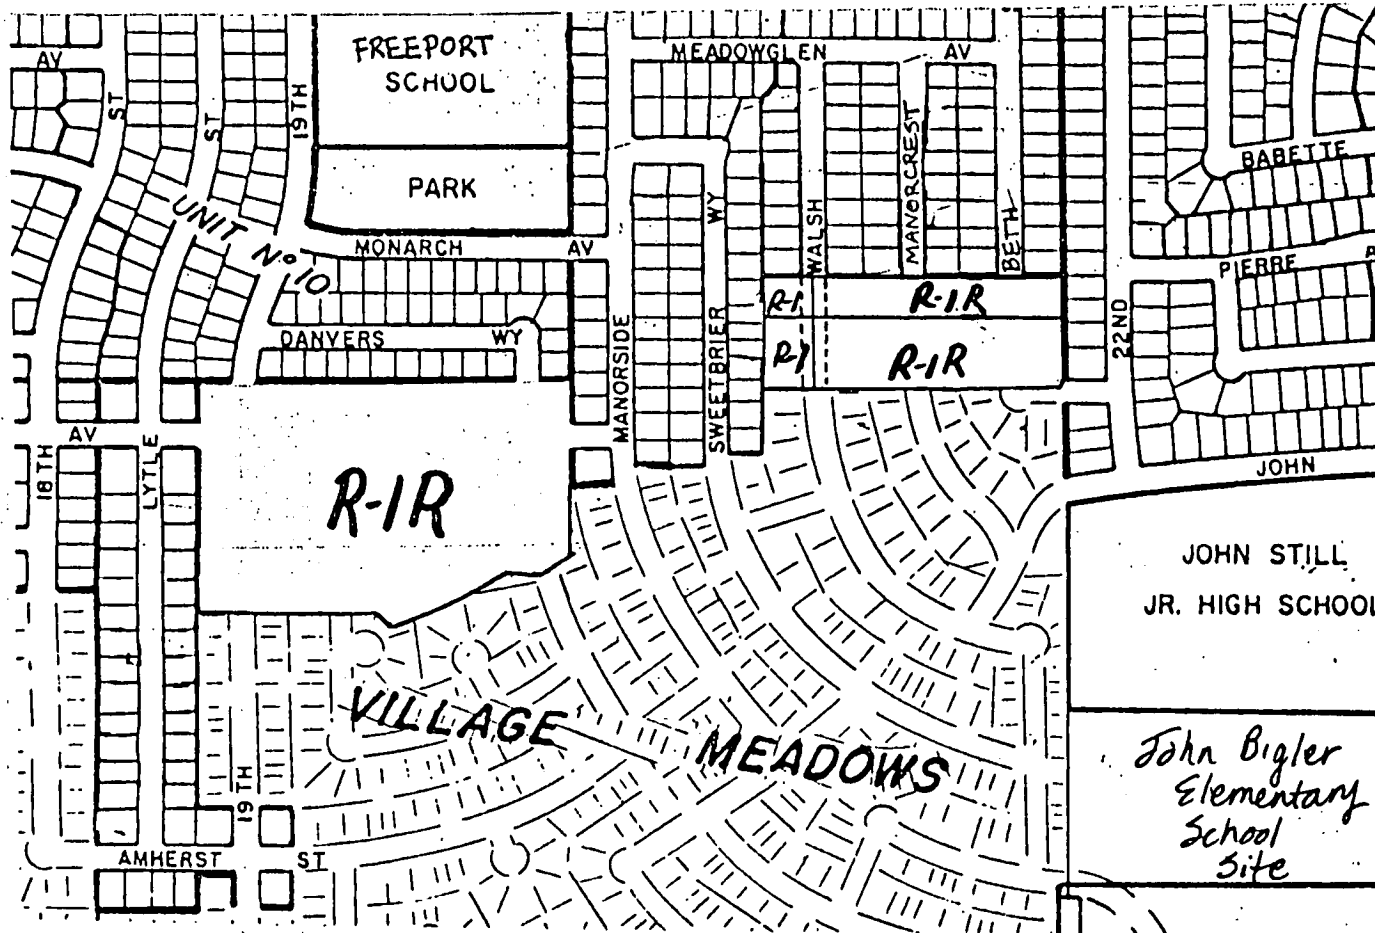 FREEPORT
SCHOOL
MEADOWGLEN AV
AV
ST
ST
19TH
MANORCREST
BABETTE
PARK
WY
WALSH
BETH
UNIT Nº 10
MONARCH AV
PIERRE
R-1
R-1R
DANVERS WY
MANORSIDE
SWEETBRIER
22ND
R-1
R-1R
AV
18TH
LYTLE
JOHN
R-1R
JOHN STILL
JR. HIGH SCHOOL
VILLAGE MEADOWS
John Bigler
Elementary
School
Site
19TH
AMHERST ST